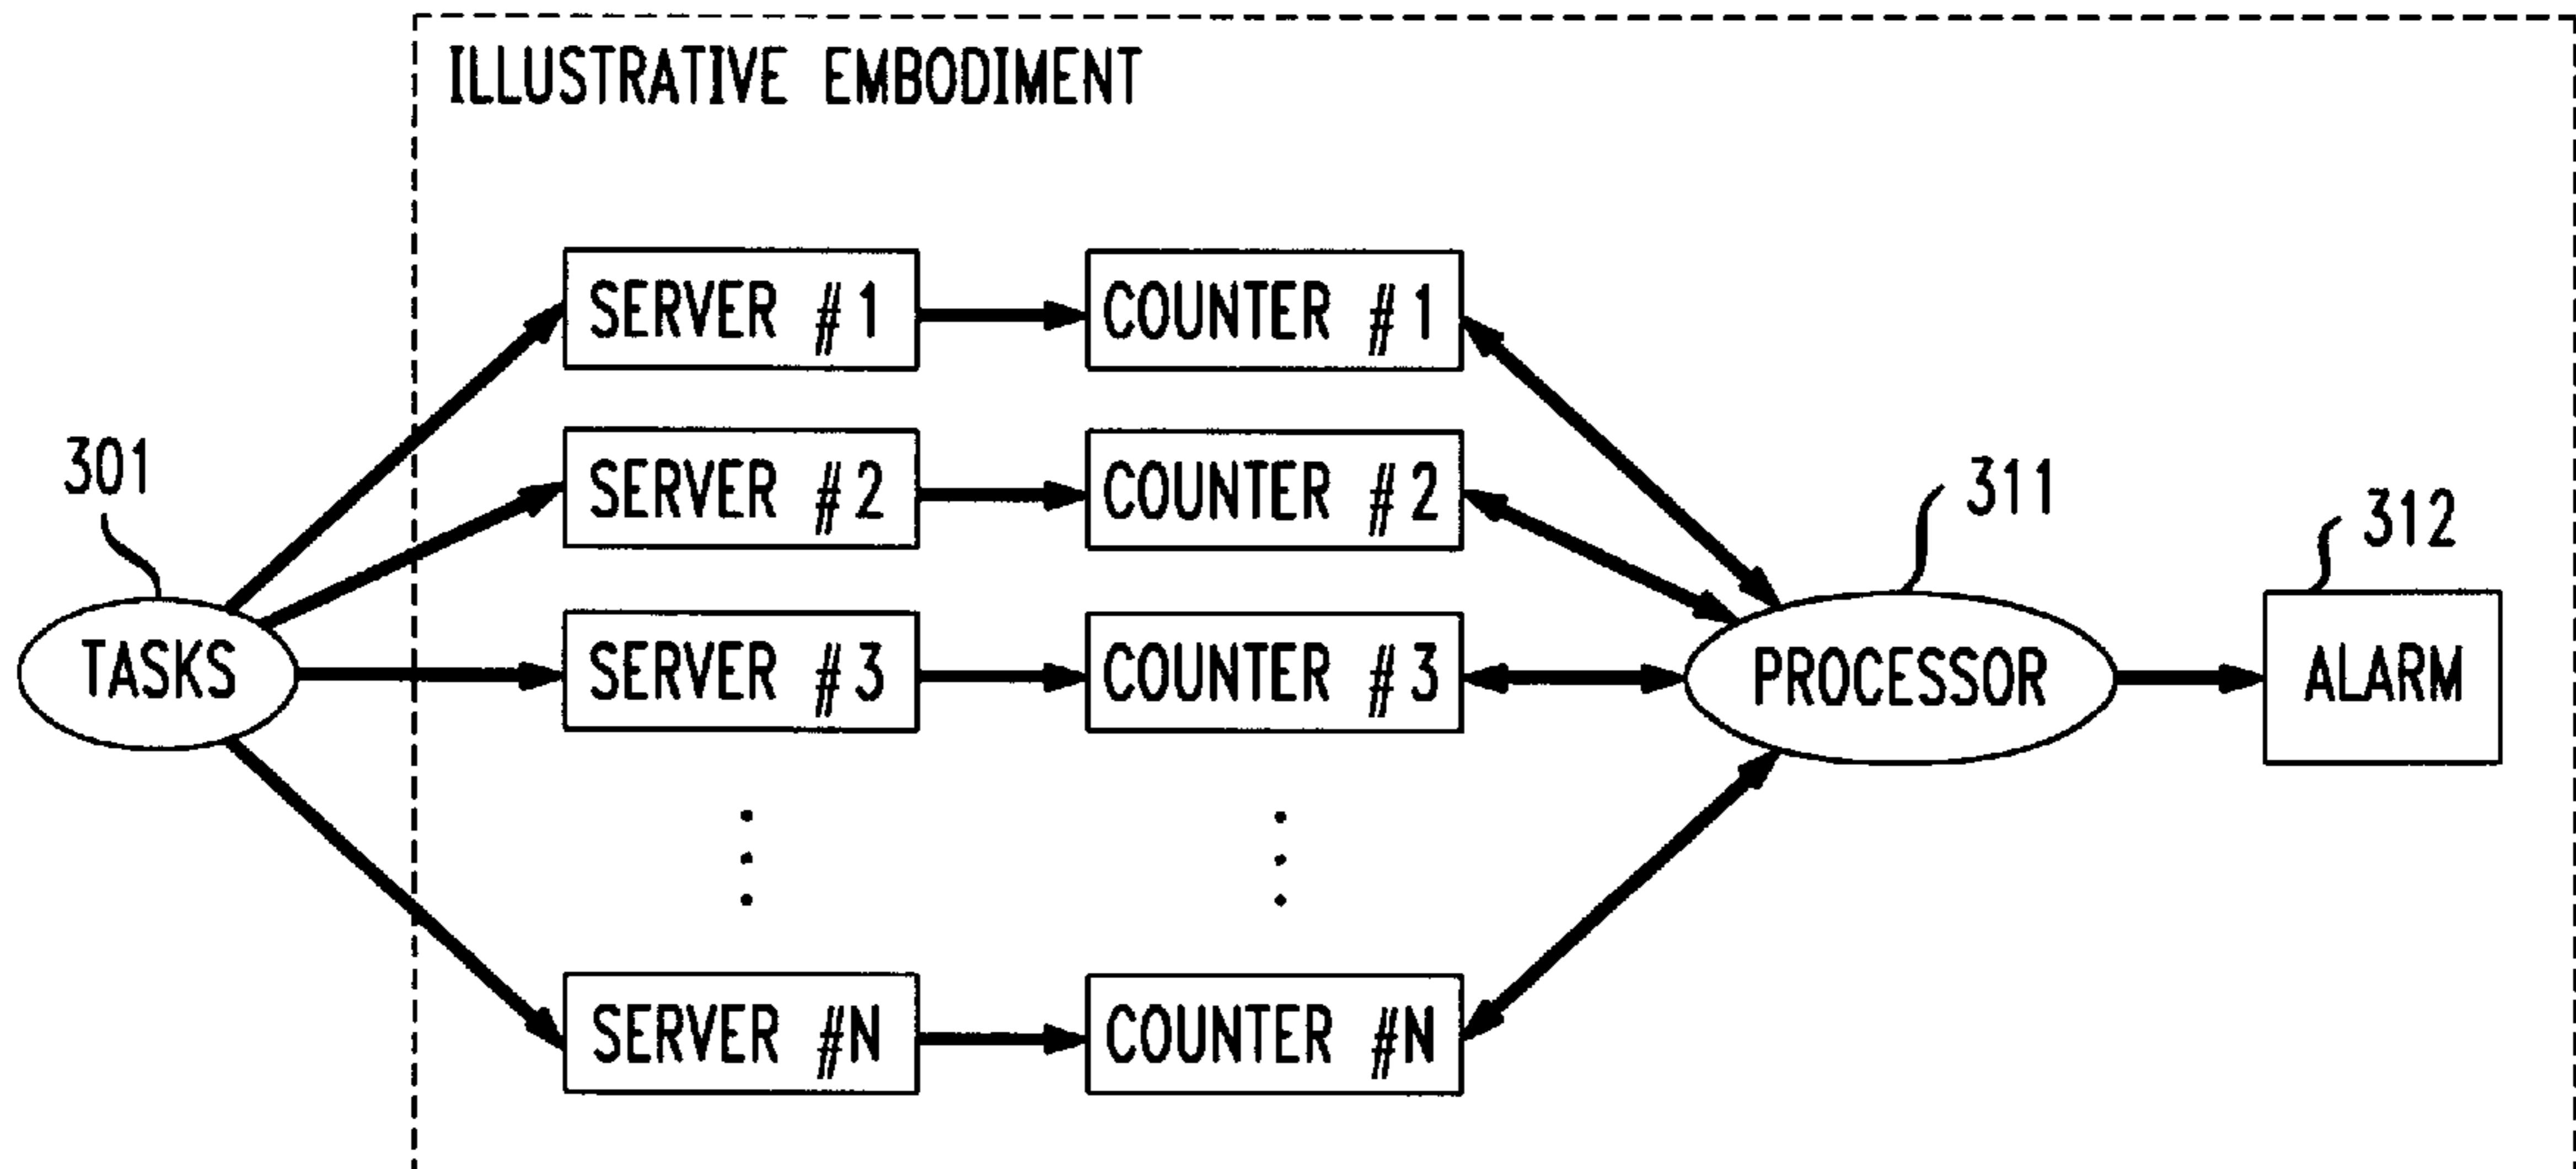 ILLUSTRATIVE EMBODIMENT
SERVER #1
COUNTER #1
301
SERVER #2
COUNTER #2
311
312
TASKS
SERVER #3
COUNTER #3
PROCESSOR
ALARM
SERVER #N
COUNTER #N